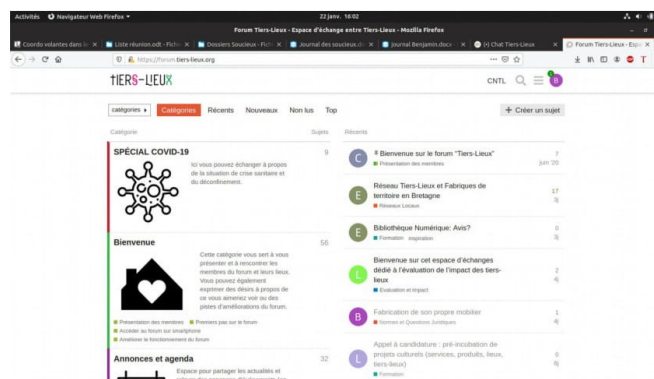 Activités Navigateur Web Firefox 22 janv. 16:02
Forum Tiers-Lieux - Espace d'échange entre Tiers-Lieux - Mozilla Firefox
Coordo volantes dans le Liste réunion.odt - Fichi Dossiers Soucieux - Fich Journal des soucieux.do Journal Benjamin.docx (•) Chat Tiers-Lieux Forum Tiers-Lieux - Espa
https://forum.tiers-lieux.org
TIERS-LIEUX CNTL B
catégories Catégories Récents Nouveaux Non lus Top + Créer un sujet
Catégorie Sujets Récents
SPÉCIAL COVID-19 9
Ici vous pouvez échanger à propos
de la situation de crise sanitaire et
du déconfinement.
Bienvenue 56
Cette catégorie vous sert à vous
présenter et à rencontrer les
membres du forum et leurs lieux.
Vous pouvez également
exprimer des désirs à propos de
ce vous aimeriez voir ou des
pistes d'améliorations du forum.
Présentation des membres Premiers pas sur le forum
Accéder au forum sur smartphone
Améliorer le fonctionnement du forum
Annonces et agenda 32
Espace pour partager les actualités et
C Bienvenue sur le forum "Tiers-Lieux" 7
Présentation des membres juin '20
E Réseau Tiers-Lieux et Fabriques de
territoire en Bretagne 17
Réseaux Locaux 3j
E Bibliothèque Numérique: Avis? 0
Formation inspiration 3j
L Bienvenue sur cet espace d'échanges
dédié à l'évaluation de l'impact des tiers-
lieux 2
Evaluation et impact 4j
B Fabrication de son propre mobilier 1
Normes et Questions Juridiques 4j
L Appel à candidature : pré-incubation de
projets culturels (services, produits, lieux,
tiers-lieux) 0
Formation 4j